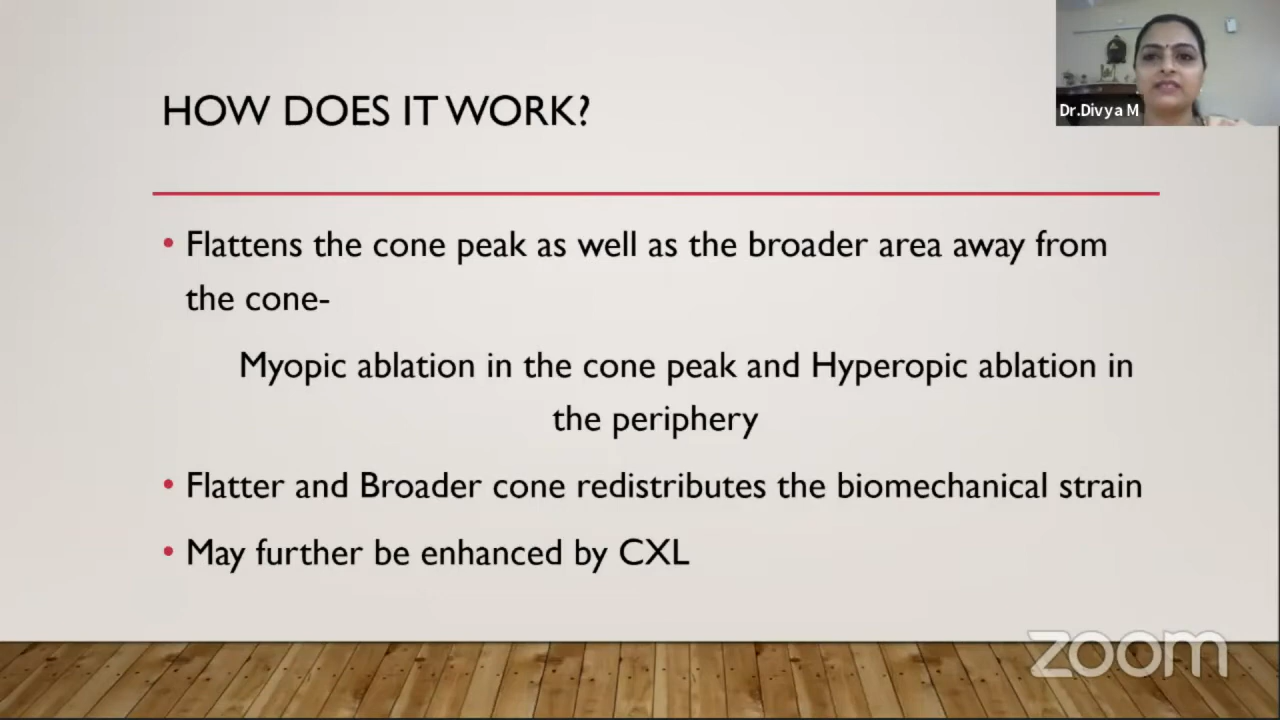 HOW DOES IT WORK?
Dr.Divya M
• Flattens the cone peak as well as the broader area away from
the cone-
Myopic ablation in the cone peak and Hyperopic ablation in
the periphery
• Flatter and Broader cone redistributes the biomechanical strain
• May further be enhanced by CXL
zoom